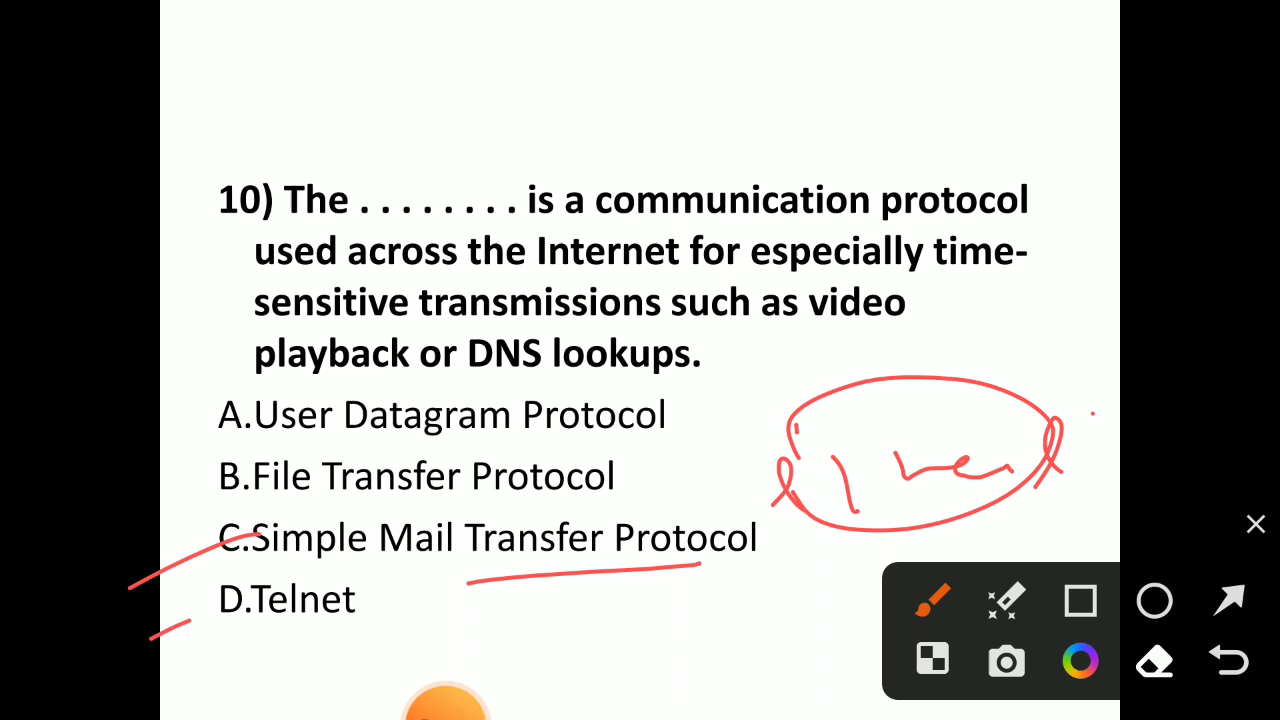 10) The . . . . . . . . is a communication protocol
used across the Internet for especially time-
sensitive transmissions such as video
playback or DNS lookups.
A.User Datagram Protocol
B.File Transfer Protocol
C.Simple Mail Transfer Protocol
D.Telnet